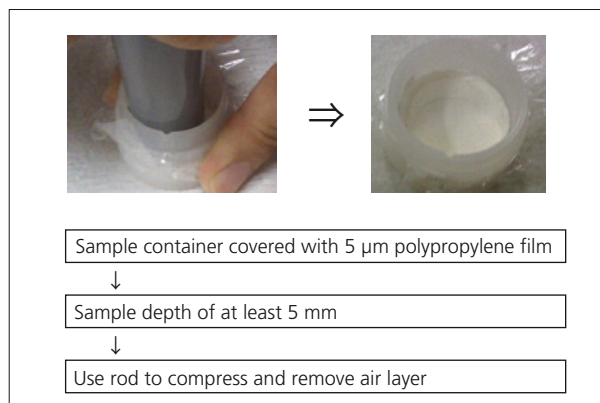 ⇒
Sample container covered with 5 µm polypropylene film
↓
Sample depth of at least 5 mm
↓
Use rod to compress and remove air layer